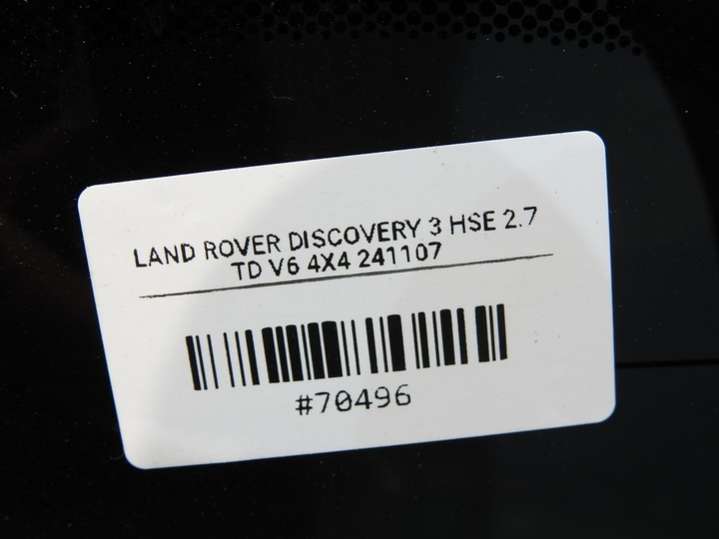 LAND ROVER DISCOVERY 3 HSE 2.7
TD V6 4X4 241107
#70496